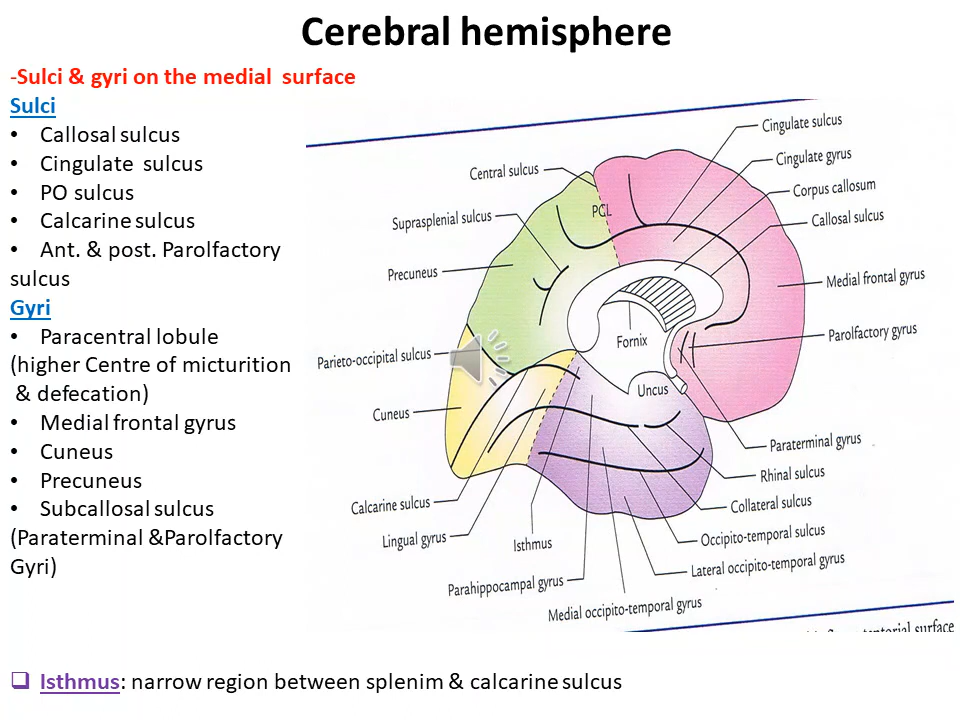 Cerebral hemisphere
-Sulci & gyri on the medial surface
Sulci
• Callosal sulcus
• Cingulate sulcus
• PO sulcus
• Calcarine sulcus
• Ant. & post. Parolfactory
sulcus
Gyri
• Paracentral lobule
(higher Centre of micturition
& defecation)
• Medial frontal gyrus
• Cuneus
• Precuneus
• Subcallosal sulcus
(Paraterminal &Parolfactory
Gyri)
Cingulate sulcus
Cingulate gyrus
Central sulcus
Corpus callosum
PCL
Suprasplenial sulcus
Callosal sulcus
Precuneus
Medial frontal gyrus
Fornix
Parolfactory gyrus
Parieto-occipital sulcus
Uncus
Cuneus
Paraterminal gyrus
Rhinal sulcus
Calcarine sulcus
Collateral sulcus
Lingual gyrus
Isthmus
Occipito-temporal sulcus
Lateral occipito-temporal gyrus
Parahippocampal gyrus
Medial occipito-temporal gyrus
surface
Isthmus: narrow region between splenim & calcarine sulcus